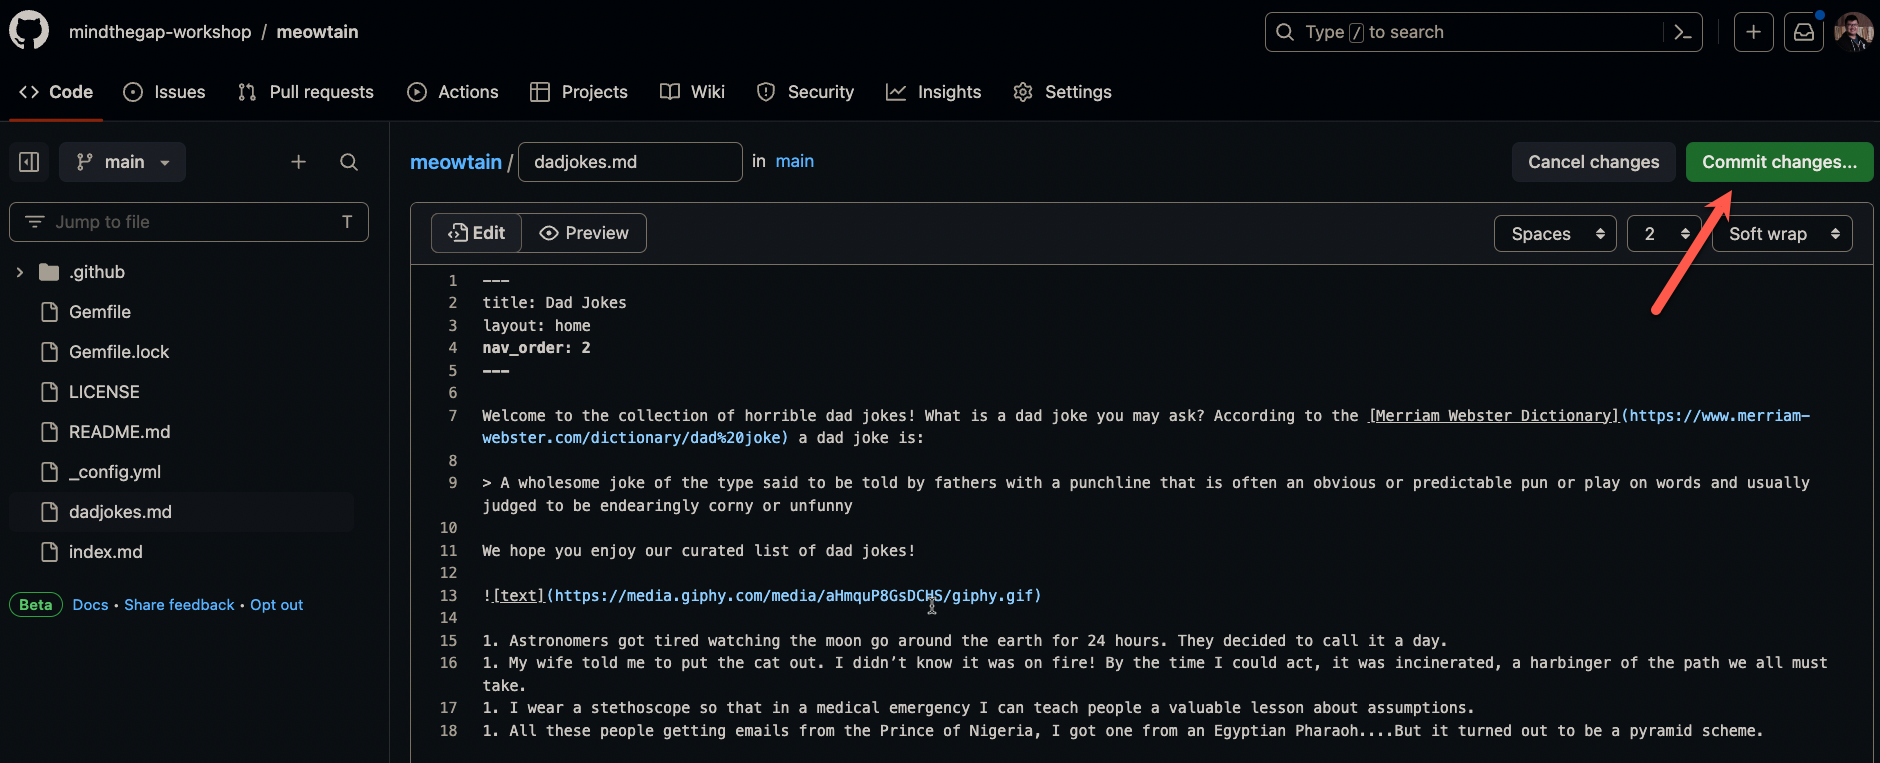 mindthegap-workshop / meowtain
Type / to search
Code Issues Pull requests Actions Projects Wiki Security Insights Settings
main
Jump to file T
.github
Gemfile
Gemfile.lock
LICENSE
README.md
_config.yml
dadjokes.md
index.md
Beta Docs • Share feedback • Opt out
meowtain / dadjokes.md in main
Cancel changes Commit changes...
Edit Preview
Spaces 2 Soft wrap
1 ---
2 title: Dad Jokes
3 layout: home
4 nav_order: 2
5 ---
6
7 Welcome to the collection of horrible dad jokes! What is a dad joke you may ask? According to the [Merriam Webster Dictionary](https://www.merriam-
webster.com/dictionary/dad%20joke) a dad joke is:
8
9 > A wholesome joke of the type said to be told by fathers with a punchline that is often an obvious or predictable pun or play on words and usually
judged to be endearingly corny or unfunny
10
11 We hope you enjoy our curated list of dad jokes!
12
13 ![text](https://media.giphy.com/media/aHmquP8GsDCHS/giphy.gif)
14
15 1. Astronomers got tired watching the moon go around the earth for 24 hours. They decided to call it a day.
16 1. My wife told me to put the cat out. I didn’t know it was on fire! By the time I could act, it was incinerated, a harbinger of the path we all must
take.
17 1. I wear a stethoscope so that in a medical emergency I can teach people a valuable lesson about assumptions.
18 1. All these people getting emails from the Prince of Nigeria, I got one from an Egyptian Pharaoh....But it turned out to be a pyramid scheme.